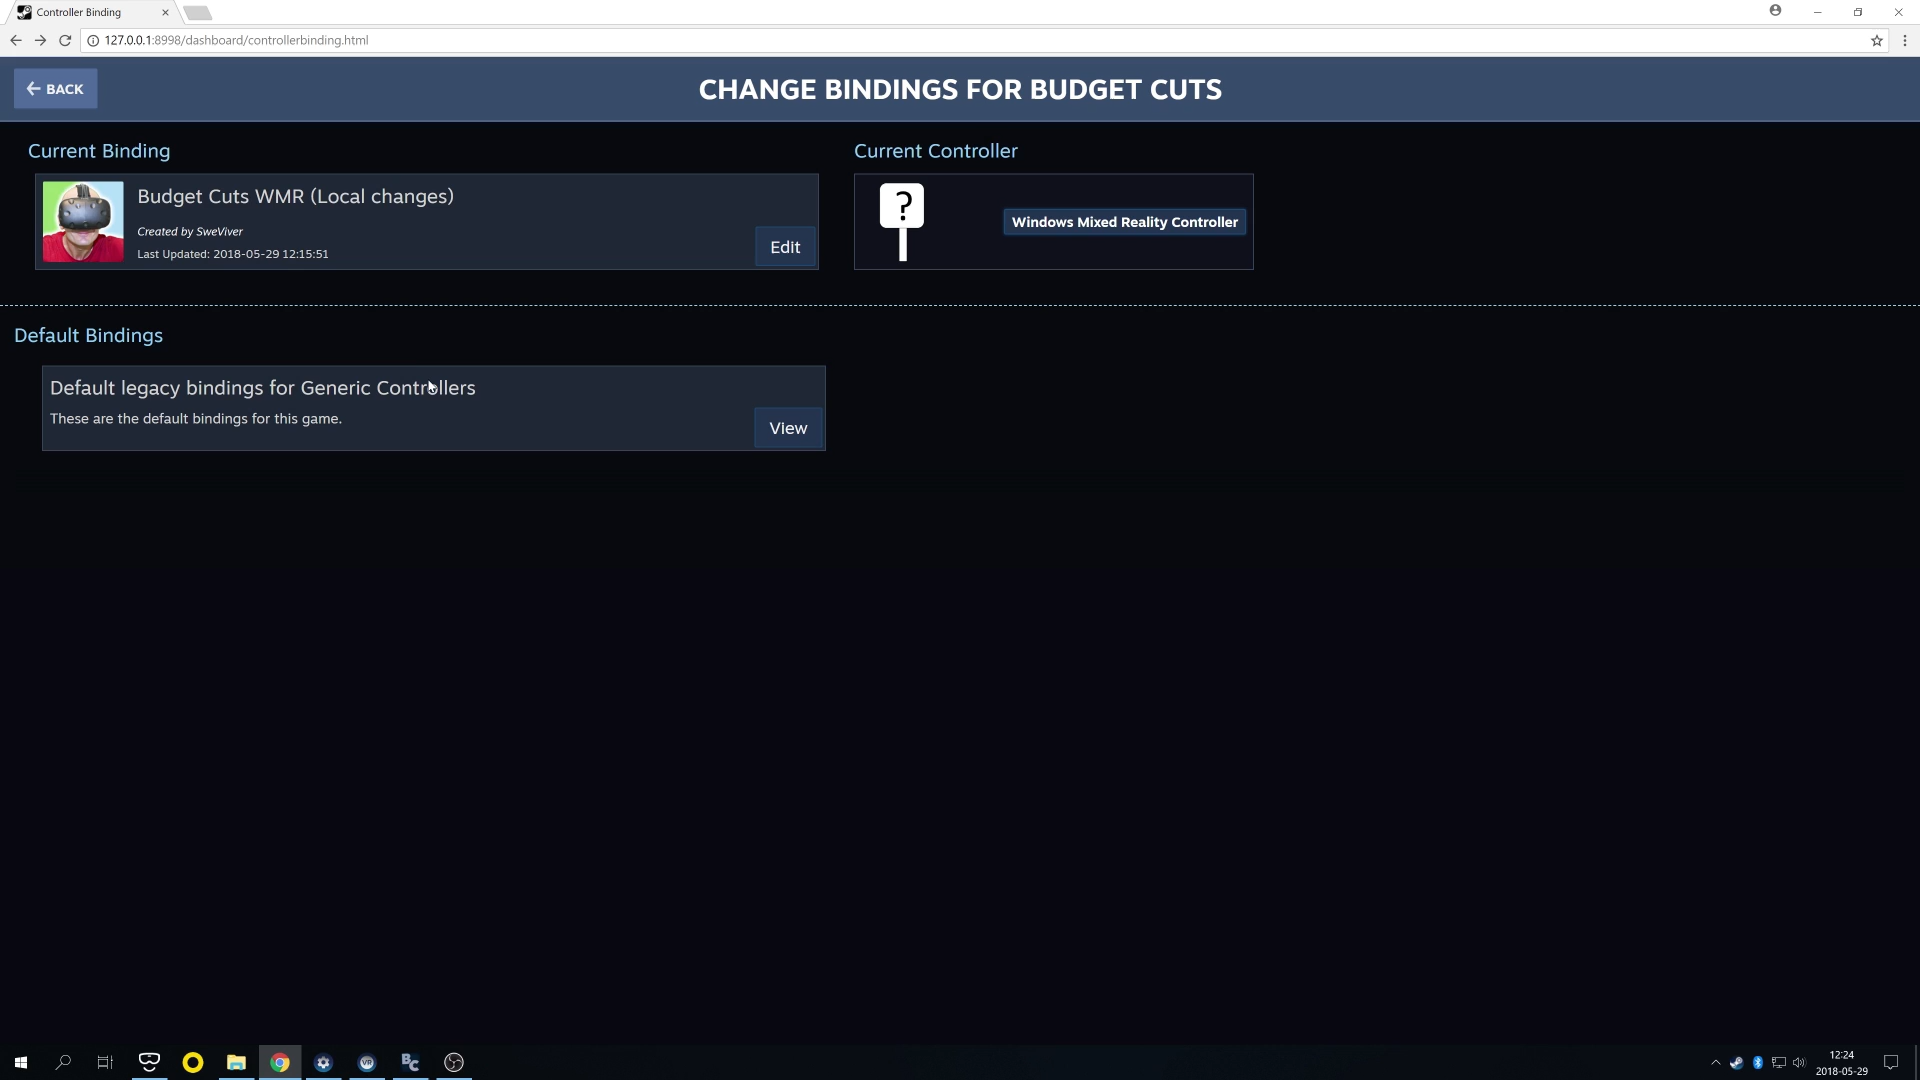 Controller Binding
127.0.0.1:8998/dashboard/controllerbinding.html
BACK
CHANGE BINDINGS FOR BUDGET CUTS
Current Binding
Current Controller
Budget Cuts WMR (Local changes)
Created by SweViver
Last Updated: 2018-05-29 12:15:51
Edit
?
Windows Mixed Reality Controller
Default Bindings
Default legacy bindings for Generic Controllers
These are the default bindings for this game.
View
VR
BC
12:24
2018-05-29